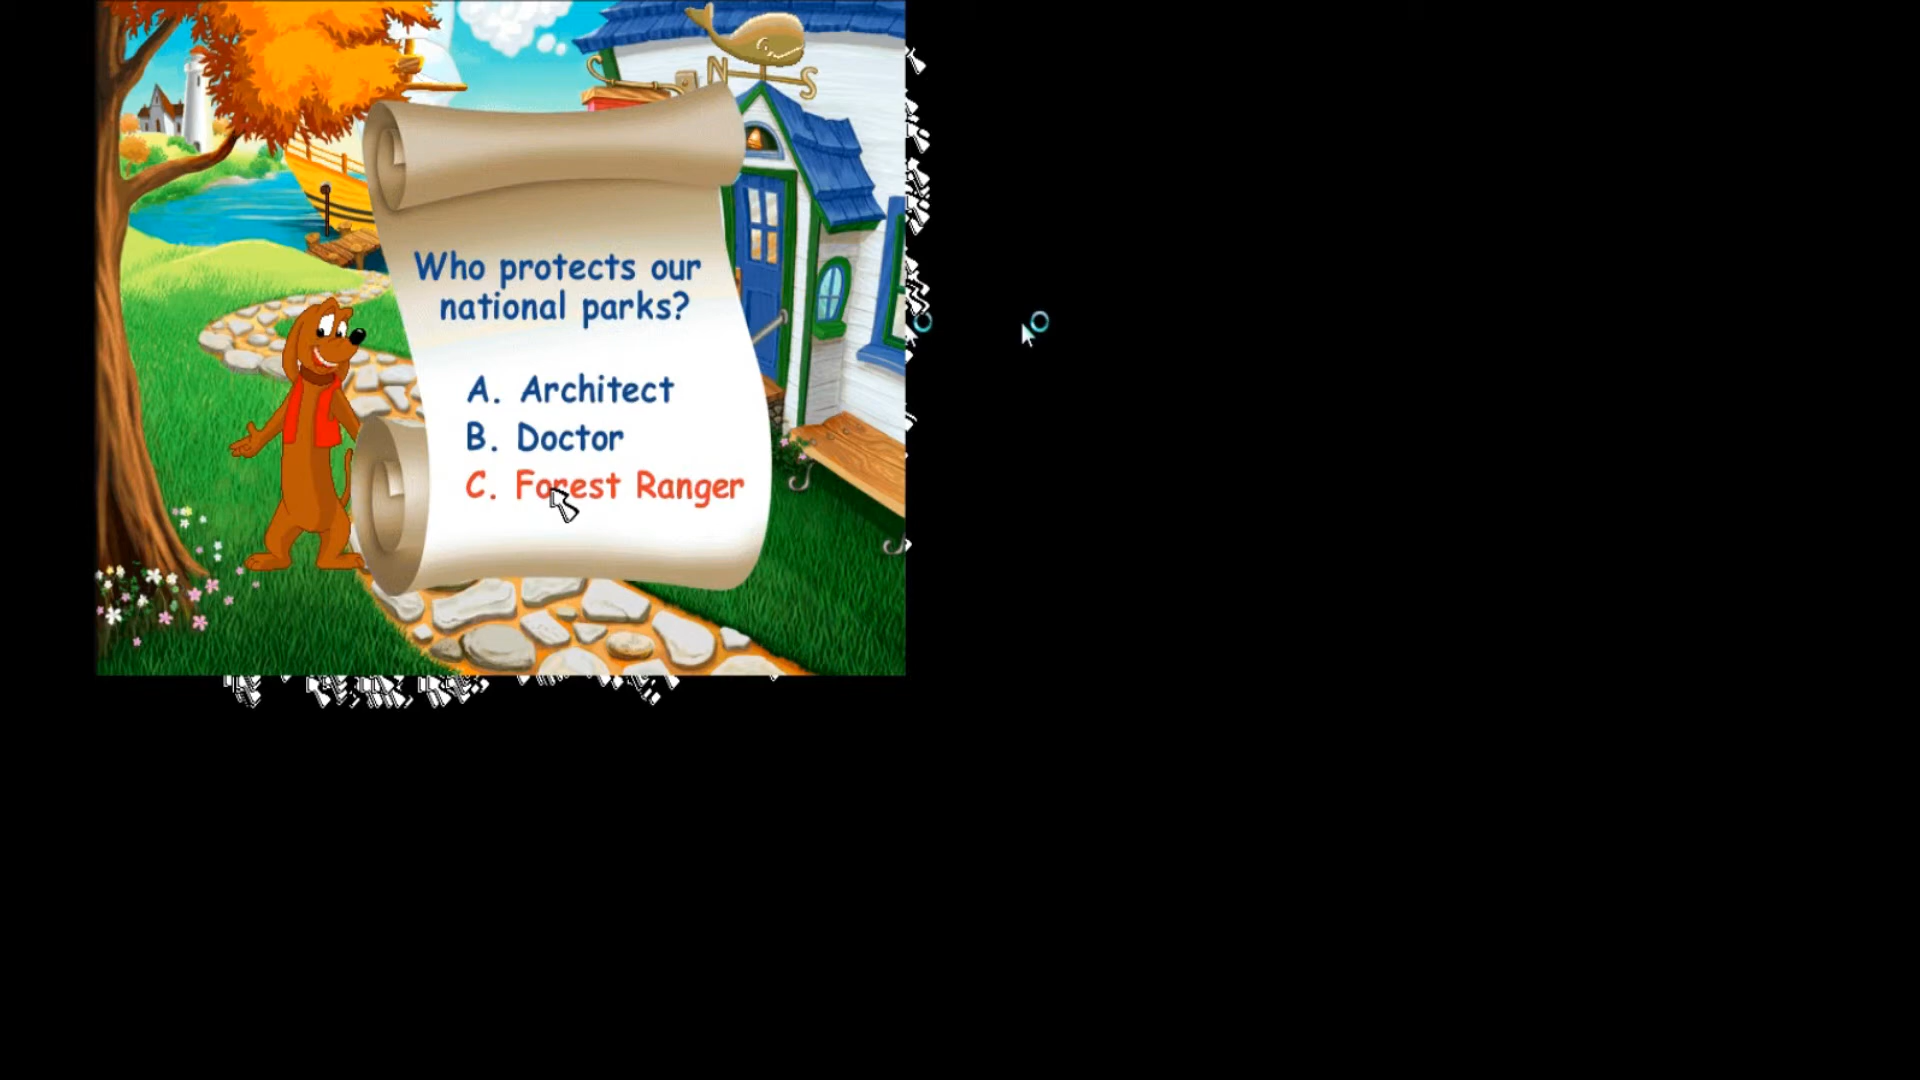 N S
Who protects our
national parks?
A. Architect
B. Doctor
C. Forest Ranger